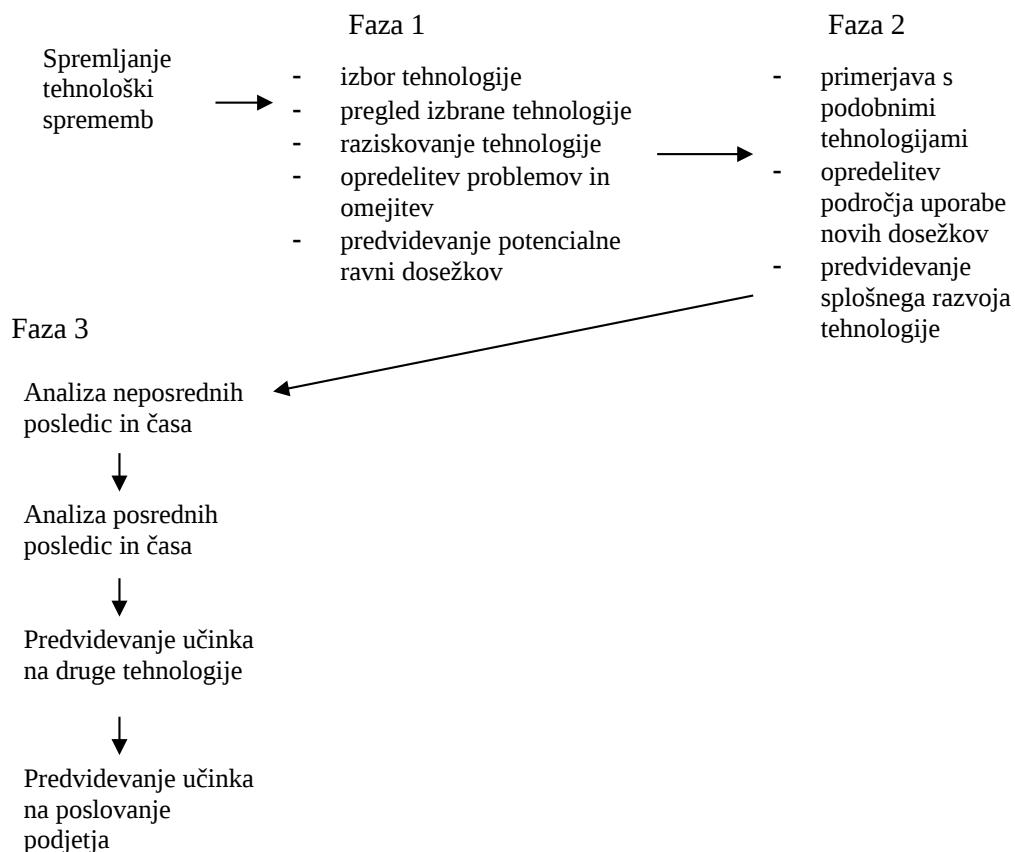 Spremljanje
tehnološki
sprememb
Faza 1
- izbor tehnologije
- pregled izbrane tehnologije
- raziskovanje tehnologije
- opredelitev problemov in
omejitev
- predvidevanje potencialne
ravni dosežkov
Faza 2
- primerjava s
podobnimi
tehnologijami
- opredelitev
področja uporabe
novih dosežkov
- predvidevanje
splošnega razvoja
tehnologije
Faza 3
Analiza neposrednih
posledic in časa
Analiza posrednih
posledic in časa
Predvidevanje učinka
na druge tehnologije
Predvidevanje učinka
na poslovanje
podjetja